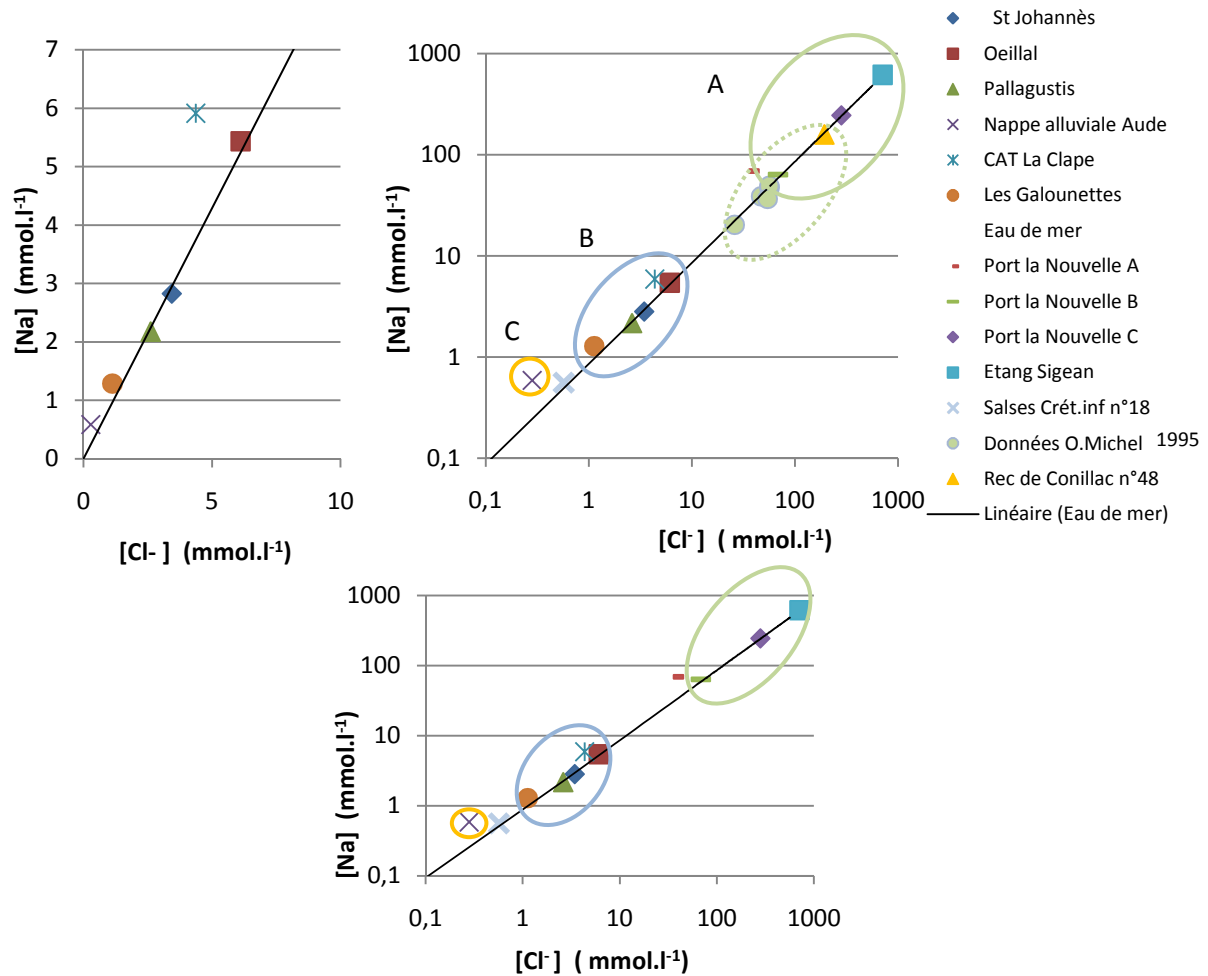 7
6
5
4
3
2
1
0
[Na] (mmol.l-1)
0 5 10
[Cl- ] (mmol.l-1)
1000
100
10
1
0,1
[Na] (mmol.l-1)
A
B
C
0,1 1 10 100 1000
[Cl- ] ( mmol.l-1)
St Johannès
Oeillal
Pallagustis
Nappe alluviale Aude
CAT La Clape
Les Galounettes
Eau de mer
Port la Nouvelle A
Port la Nouvelle B
Port la Nouvelle C
Etang Sigean
Salses Crét.inf n°18
Données O.Michel 1995
Rec de Conillac n°48
Linéaire (Eau de mer)
1000
100
10
1
0,1
[Na] (mmol.l-1)
0,1 1 10 100 1000
[Cl- ] ( mmol.l-1)